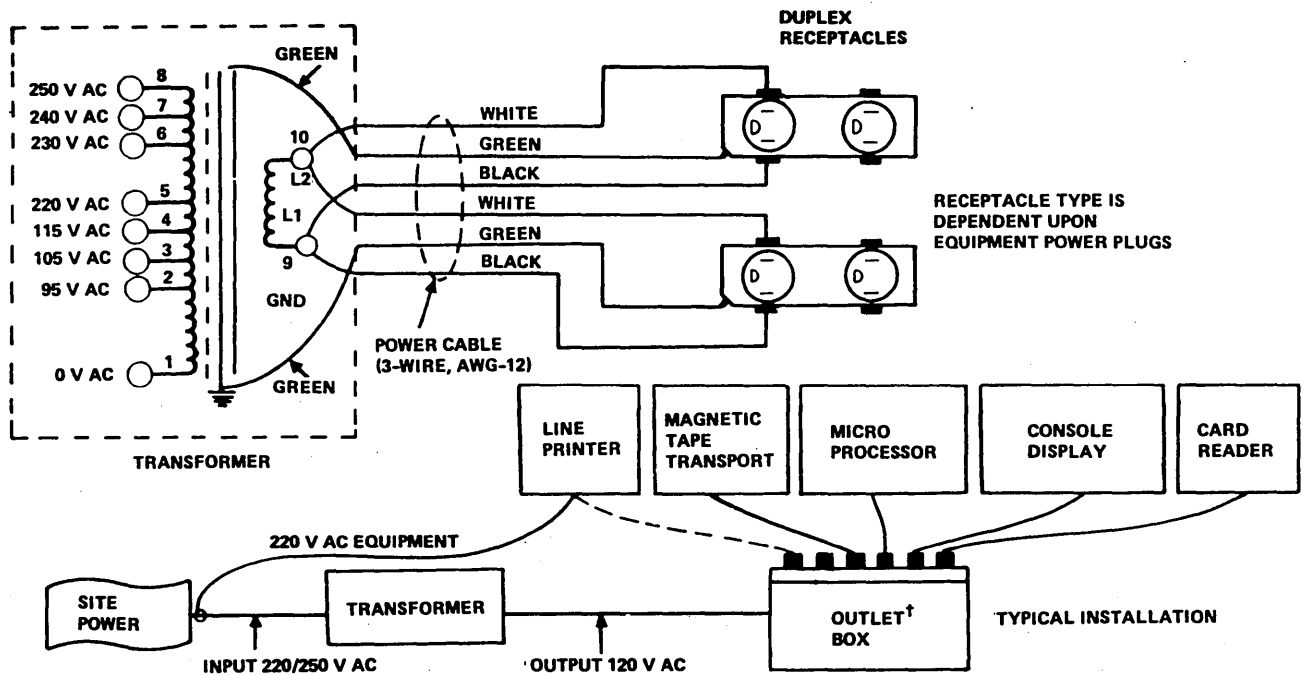 DUPLEX
RECEPTACLES
GREEN
250 V AC
8
240 V AC
7
230 V AC
6
220 V AC
5
115 V AC
4
105 V AC
3
95 V AC
2
0 V AC
1
10
L2
L1
9
GND
GREEN
TRANSFORMER
WHITE
GREEN
BLACK
WHITE
GREEN
BLACK
POWER CABLE
(3-WIRE, AWG-12)
D
D
RECEPTACLE TYPE IS
DEPENDENT UPON
EQUIPMENT POWER PLUGS
LINE
PRINTER
MAGNETIC
TAPE
TRANSPORT
MICRO
PROCESSOR
CONSOLE
DISPLAY
CARD
READER
220 V AC EQUIPMENT
SITE
POWER
TRANSFORMER
OUTLET†
BOX
TYPICAL INSTALLATION
INPUT 220/250 V AC
OUTPUT 120 V AC